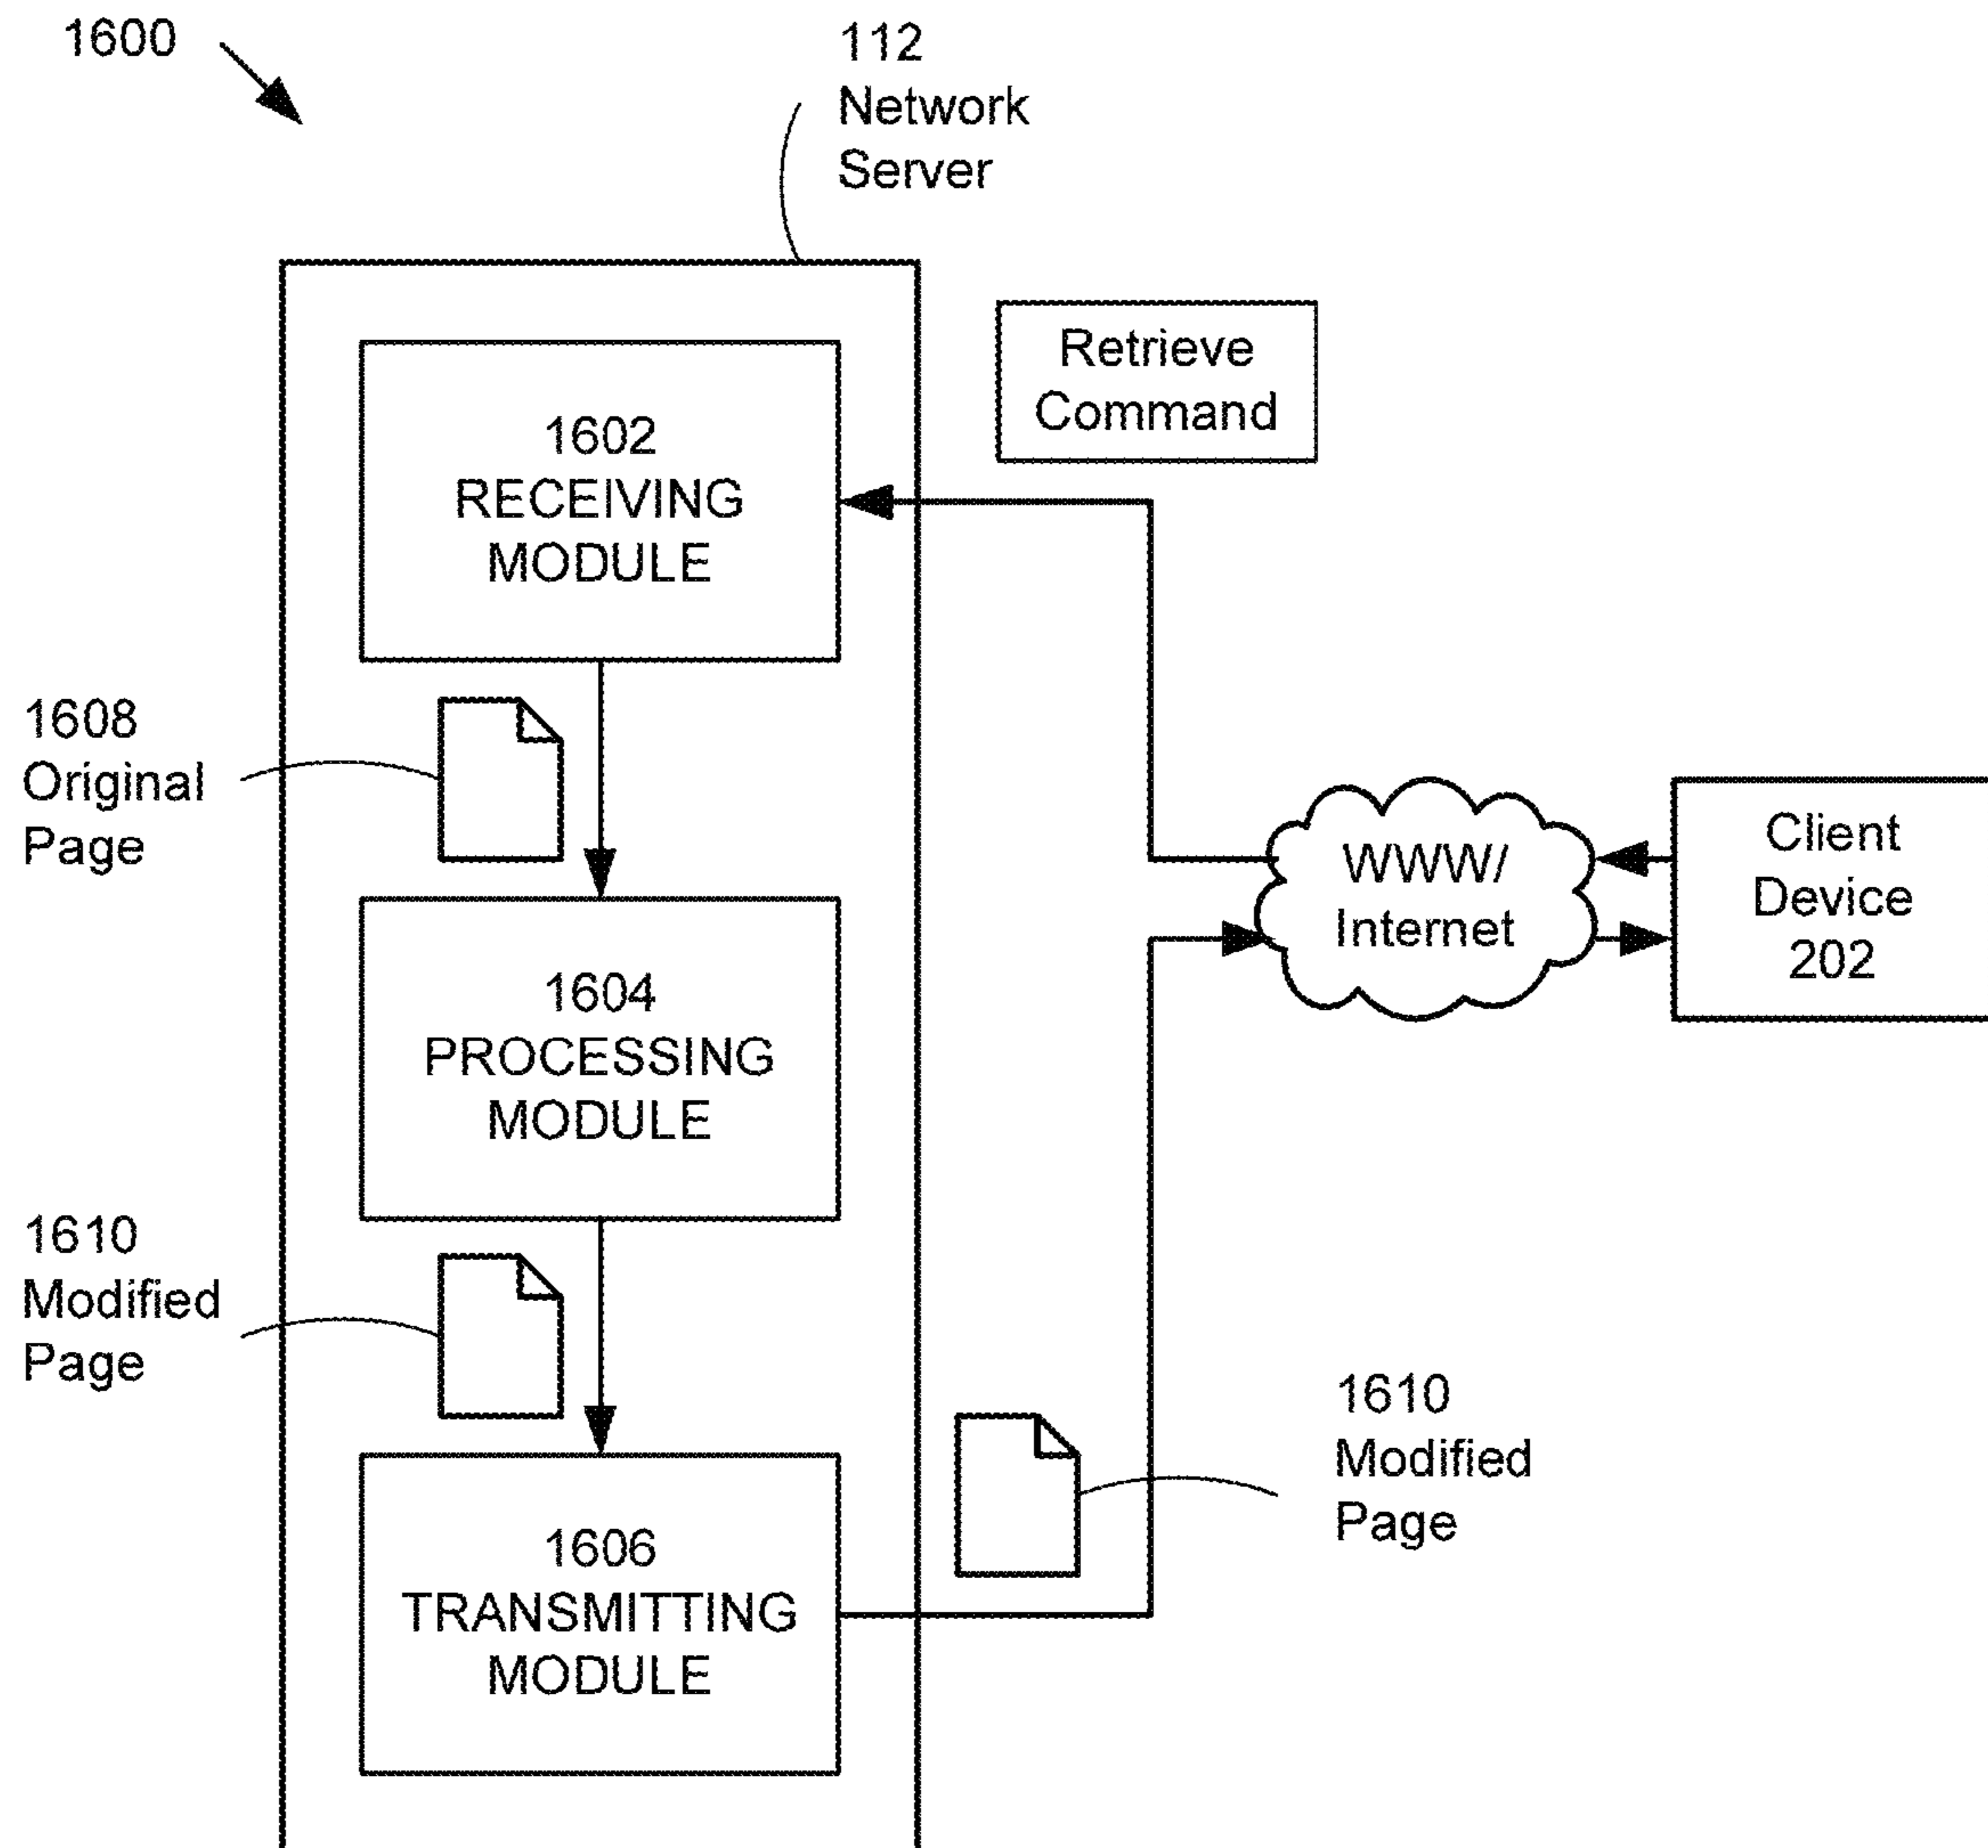 1600
112
Network
Server
Retrieve
Command
1602
RECEIVING
MODULE
1608
Original
Page
WWW/
Internet
Client
Device
202
1604
PROCESSING
MODULE
1610
Modified
Page
1610
Modified
Page
1606
TRANSMITTING
MODULE